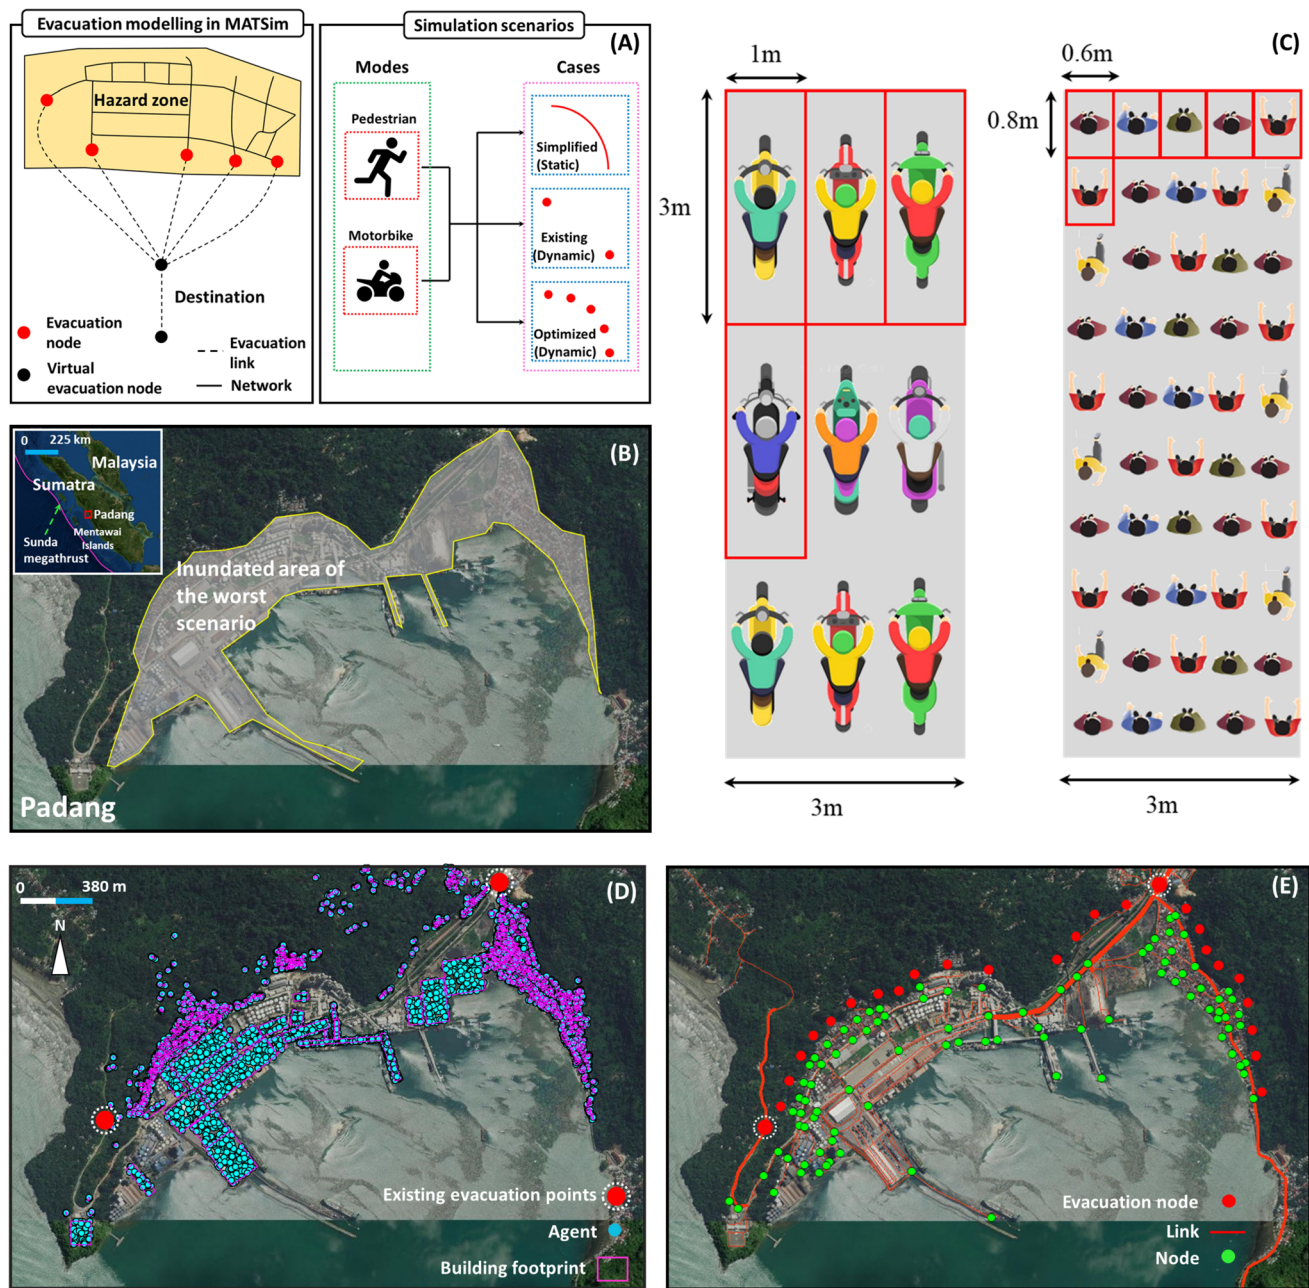 Evacuation modelling in MATSim
Hazard zone
Destination
Evacuation
node
Virtual
evacuation node
Evacuation
link
Network
Simulation scenarios
(A)
Modes
Cases
Pedestrian
Motorbike
Simplified
(Static)
Existing
(Dynamic)
Optimized
(Dynamic)
(B)
0 225 km
Malaysia
Sumatra
Padang
Mentawai
Islands
Sunda
megathrust
Inundated area of
the worst
scenario
Padang
(C)
1m
3m
3m
0.6m
0.8m
3m
(D)
0 380 m
N
Existing evacuation points
Agent
Building footprint
(E)
Evacuation node
Link
Node